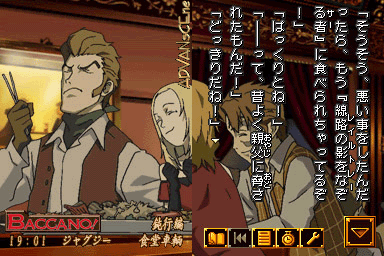 「そうそう、悪い事をしたんだ
ったら、もう『線路の影をなぞ
る者』に食べられちゃってるぞ
「ぱっくりとね！」
「――って、昔よく親父に脅さ
れたもんだ！」
「どっきりだね！」
BACCANO!
鈍行編
19:01 ジャグジー
食堂車輌